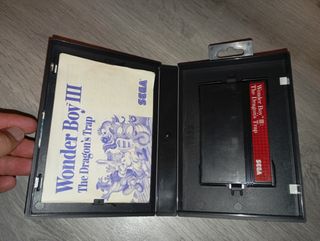 Wonder Boy III
The Dragon's Trap
SEGA
Wonder Boy III
The Dragon's Trap
SEGA